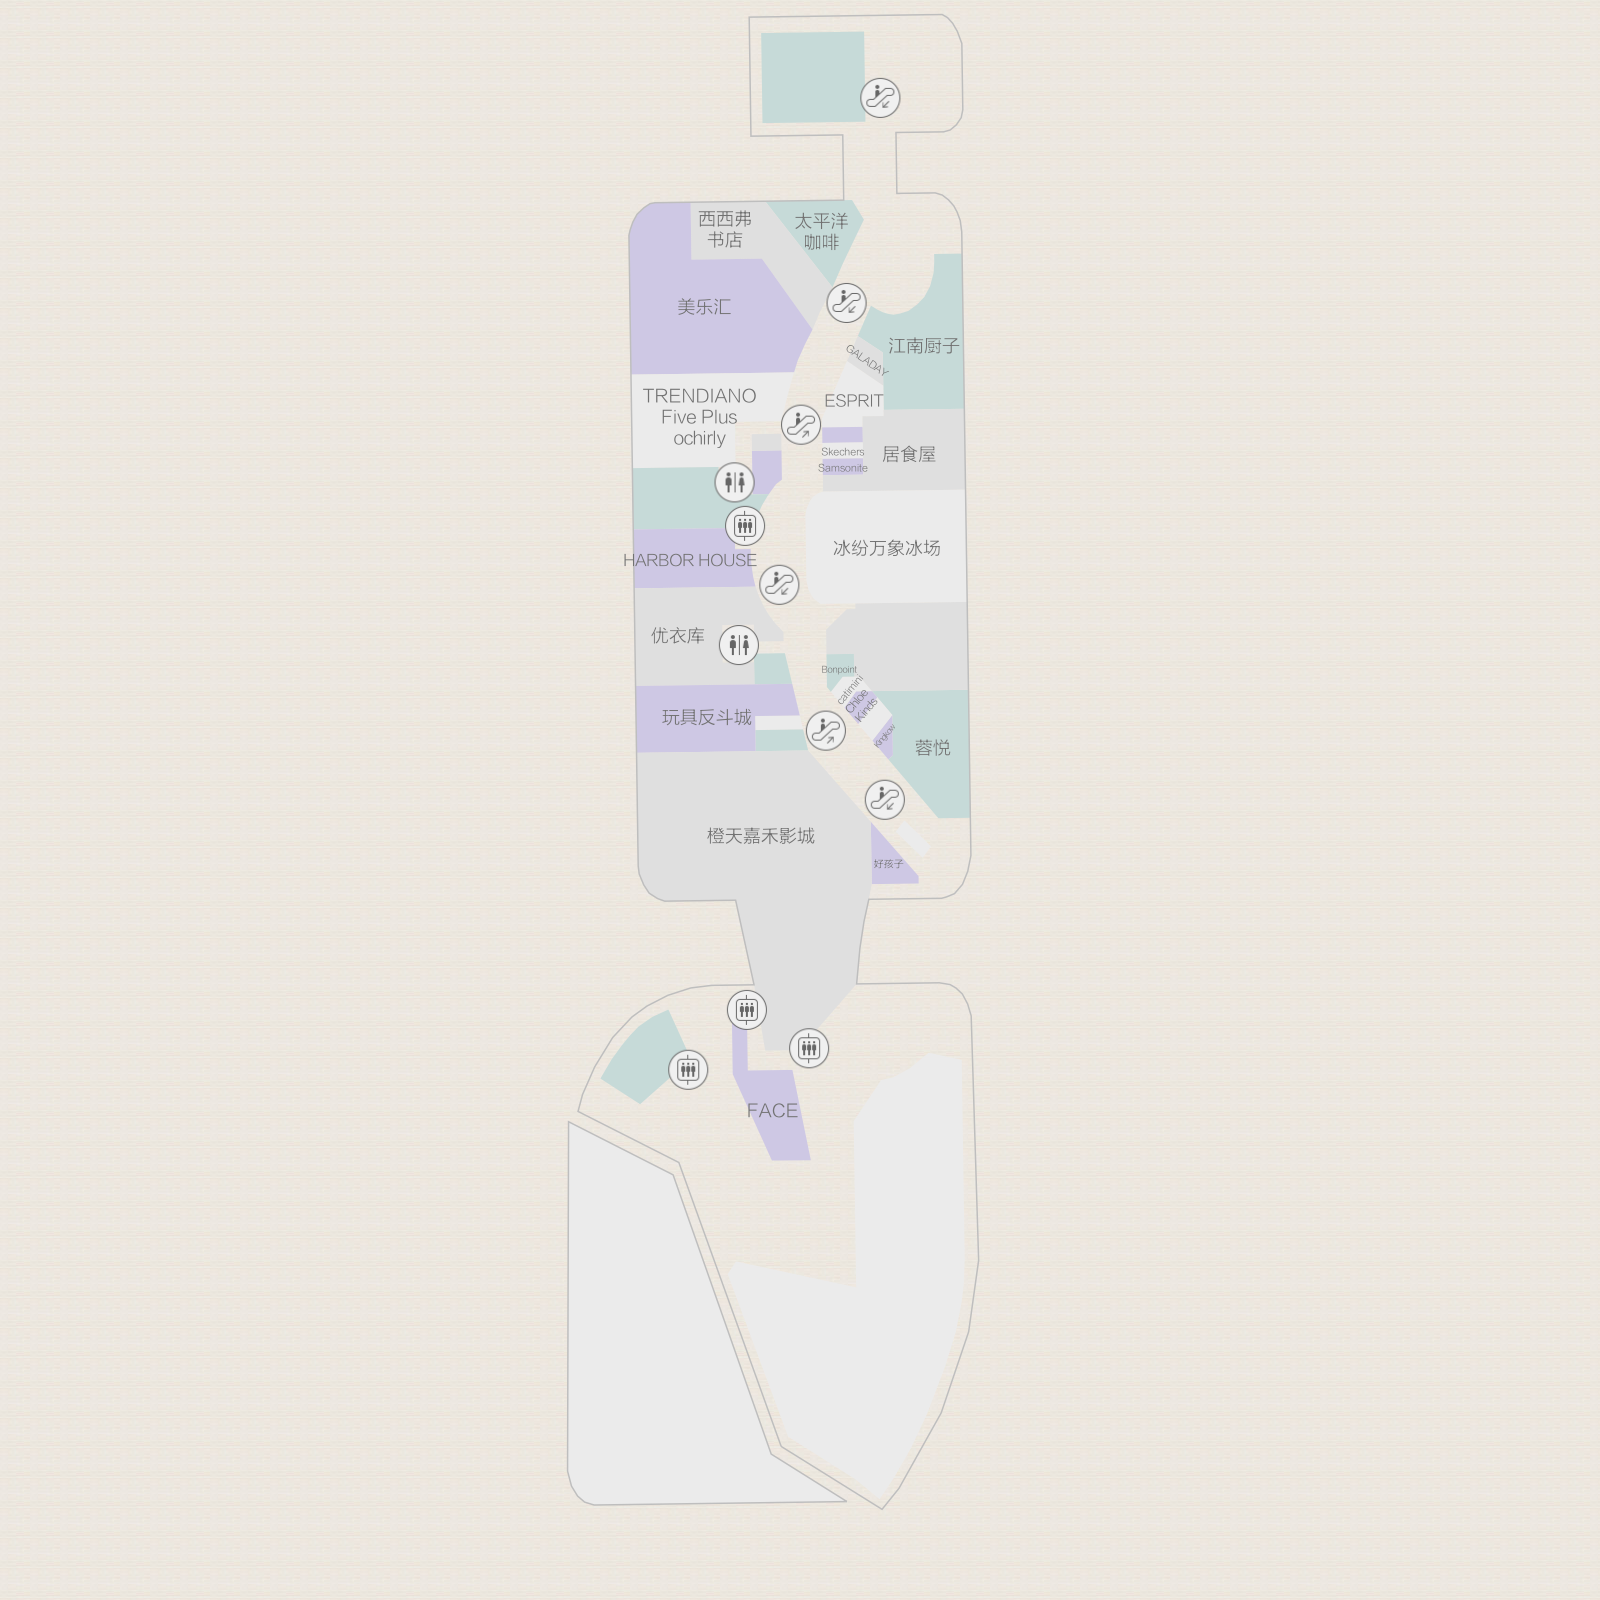 西西弗
书店
太平洋
咖啡
美乐汇
江南厨子
GALADAY
TRENDIANO
Five Plus
ochirly
ESPRIT
Skechers
Samsonite
居食屋
冰纷万象冰场
HARBOR HOUSE
优衣库
Bonpoint
catimini
Chloe
Kinds
Kingkow
玩具反斗城
蓉悦
橙天嘉禾影城
好孩子
FACE